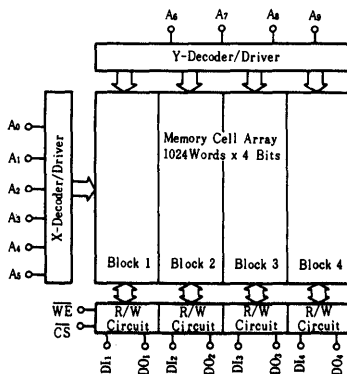 A6 A7 A8 A9
Y-Decoder/Driver
A0
A1
A2
A3
A4
A5
X-Decoder/Driver
Memory Cell Array
1024Words x 4 Bits
Block 1 Block 2 Block 3 Block 4
WE
CS
R/W R/W R/W R/W
Circuit Circuit Circuit Circuit
DI1 DO1 DI2 DO2 DI3 DO3 DI4 DO4